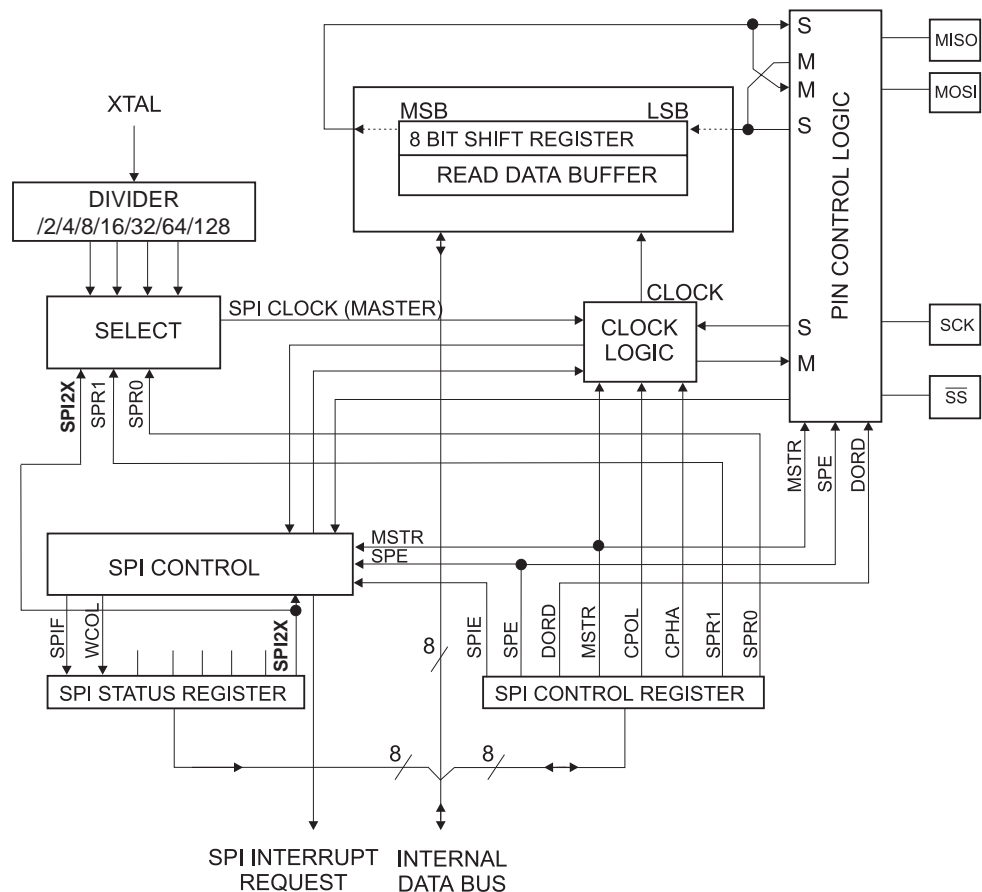 S
MISO
M
MOSI
M
S
XTAL
MSB
LSB
8 BIT SHIFT REGISTER
READ DATA BUFFER
DIVIDER
/2/4/8/16/32/64/128
PIN CONTROL LOGIC
SPI CLOCK (MASTER)
CLOCK
SELECT
CLOCK
LOGIC
S
M
SCK
SS
SPI2X
SPR1
SPR0
MSTR
SPE
DORD
MSTR
SPE
SPI CONTROL
SPIF
WCOL
SPI2X
8
SPIE
SPE
DORD
MSTR
CPOL
CPHA
SPR1
SPR0
SPI STATUS REGISTER
SPI CONTROL REGISTER
8
8
SPI INTERRUPT
REQUEST
INTERNAL
DATA BUS